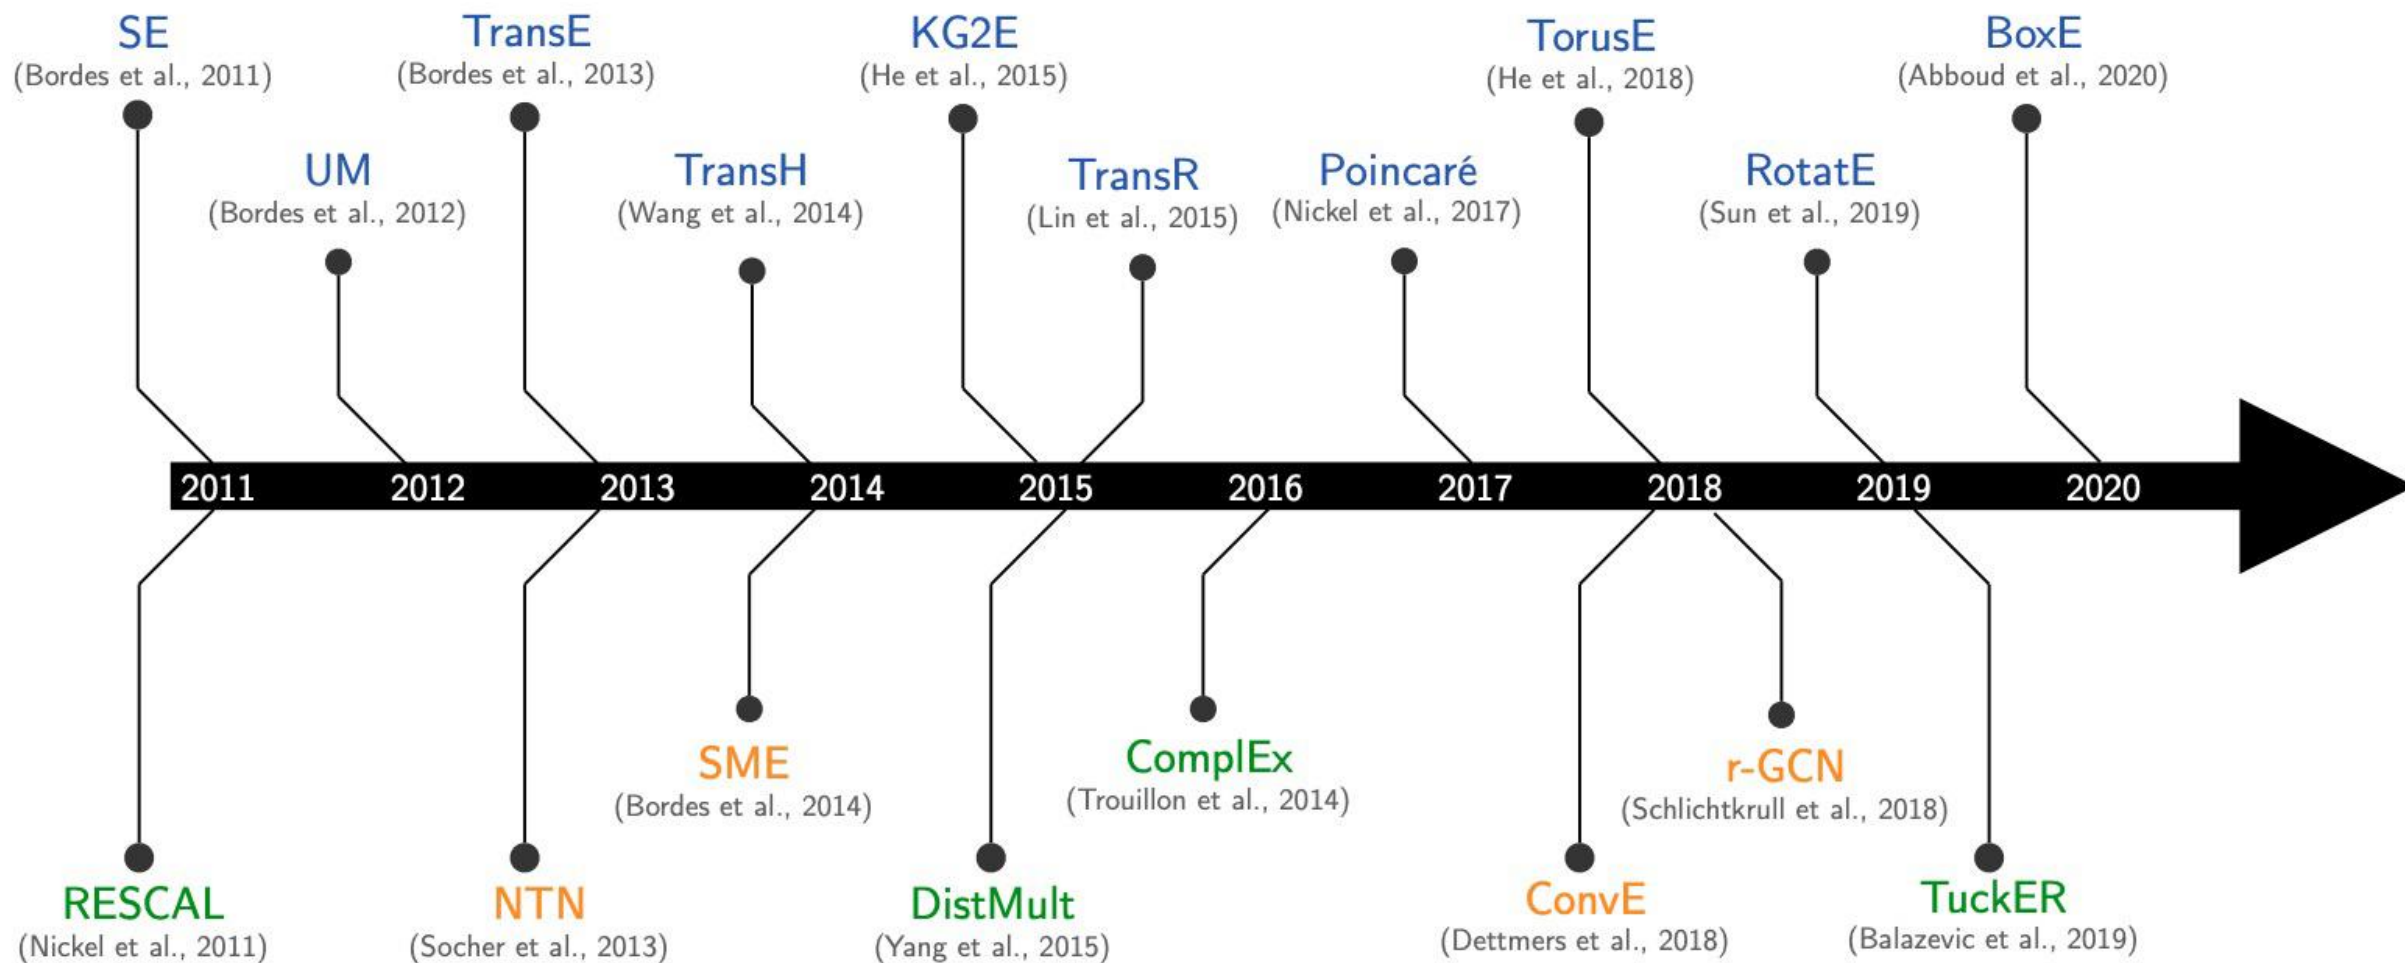 SE
(Bordes et al., 2011)
TransE
(Bordes et al., 2013)
KG2E
(He et al., 2015)
TorusE
(He et al., 2018)
BoxE
(Abboud et al., 2020)
UM
(Bordes et al., 2012)
TransH
(Wang et al., 2014)
TransR
(Lin et al., 2015)
Poincaré
(Nickel et al., 2017)
RotatE
(Sun et al., 2019)
2011 2012 2013 2014 2015 2016 2017 2018 2019 2020
SME
(Bordes et al., 2014)
ComplEx
(Trouillon et al., 2014)
r-GCN
(Schlichtkrull et al., 2018)
RESCAL
(Nickel et al., 2011)
NTN
(Socher et al., 2013)
DistMult
(Yang et al., 2015)
ConvE
(Dettmers et al., 2018)
TuckER
(Balazevic et al., 2019)